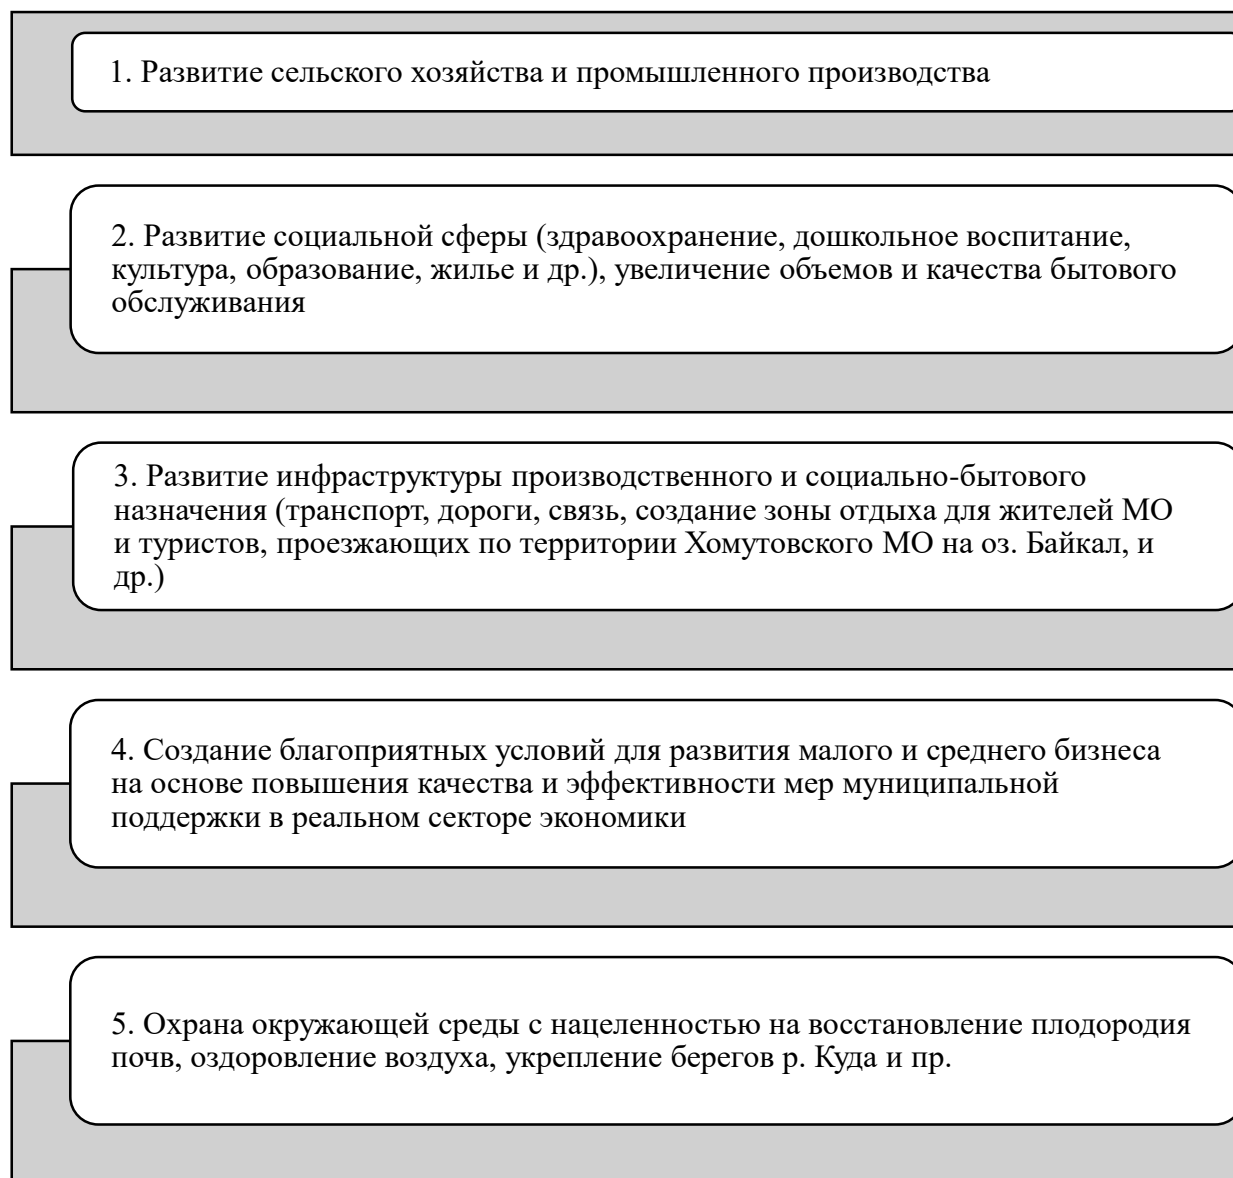 1. Развитие сельского хозяйства и промышленного производства
2. Развитие социальной сферы (здравоохранение, дошкольное воспитание,
культура, образование, жилье и др.), увеличение объемов и качества бытового
обслуживания
3. Развитие инфраструктуры производственного и социально-бытового
назначения (транспорт, дороги, связь, создание зоны отдыха для жителей МО
и туристов, проезжающих по территории Хомутовского МО на оз. Байкал, и
др.)
4. Создание благоприятных условий для развития малого и среднего бизнеса
на основе повышения качества и эффективности мер муниципальной
поддержки в реальном секторе экономики
5. Охрана окружающей среды с нацеленностью на восстановление плодородия
почв, оздоровление воздуха, укрепление берегов р. Куда и пр.